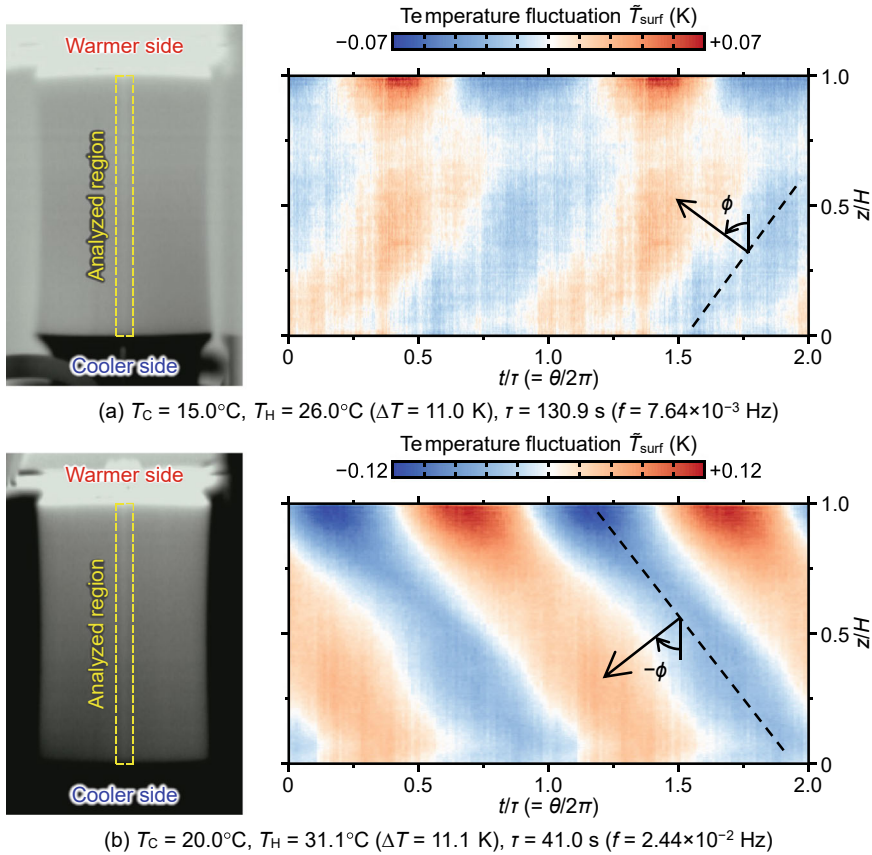 Temperature fluctuation T̃surf (K)
−0.07 +0.07
Warmer side
Analyzed region
Cooler side
1.0
0.5
0
z/H
ϕ
0 0.5 1.0 1.5 2.0
t/τ (= θ/2π)
(a) TC = 15.0°C, TH = 26.0°C (ΔT = 11.0 K), τ = 130.9 s (f = 7.64×10−3 Hz)
Temperature fluctuation T̃surf (K)
−0.12 +0.12
Warmer side
Analyzed region
Cooler side
1.0
0.5
0
z/H
−ϕ
0 0.5 1.0 1.5 2.0
t/τ (= θ/2π)
(b) TC = 20.0°C, TH = 31.1°C (ΔT = 11.1 K), τ = 41.0 s (f = 2.44×10−2 Hz)